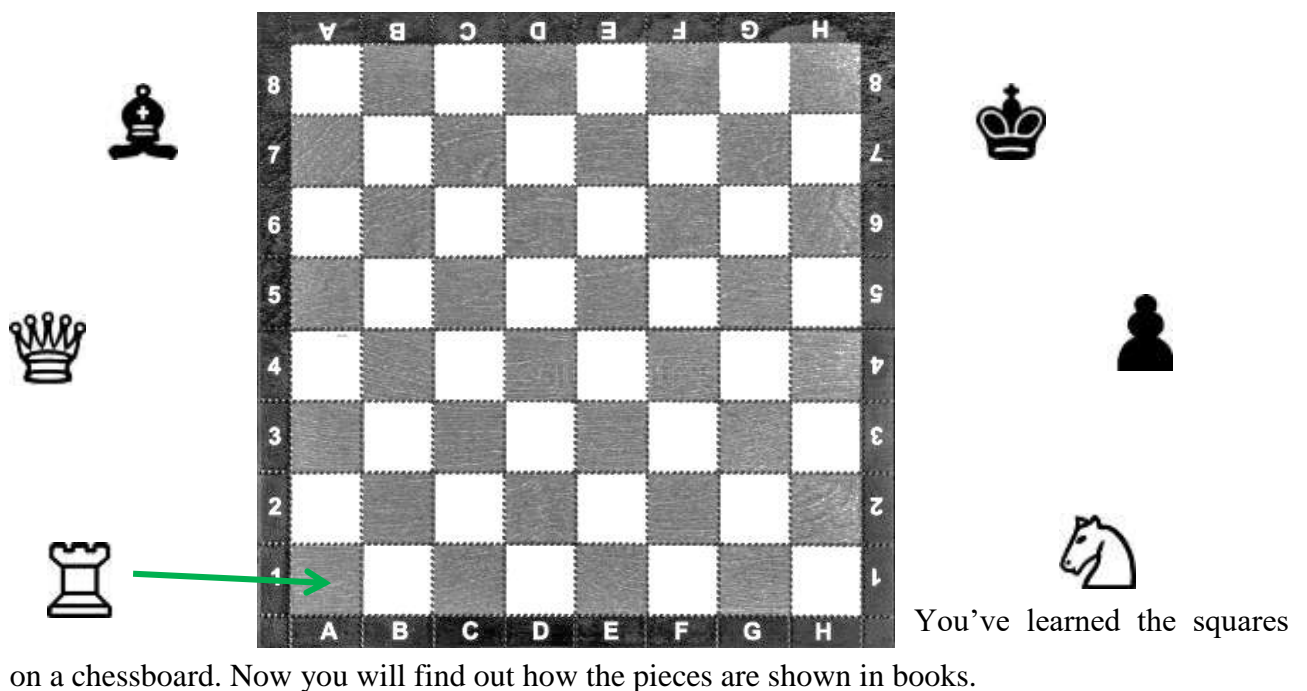 A B C D E F G H
8 8
7 7
6 6
5 5
4 4
3 3
2 2
1 1
A B C D E F G H
You’ve learned the squares
on a chessboard. Now you will find out how the pieces are shown in books.